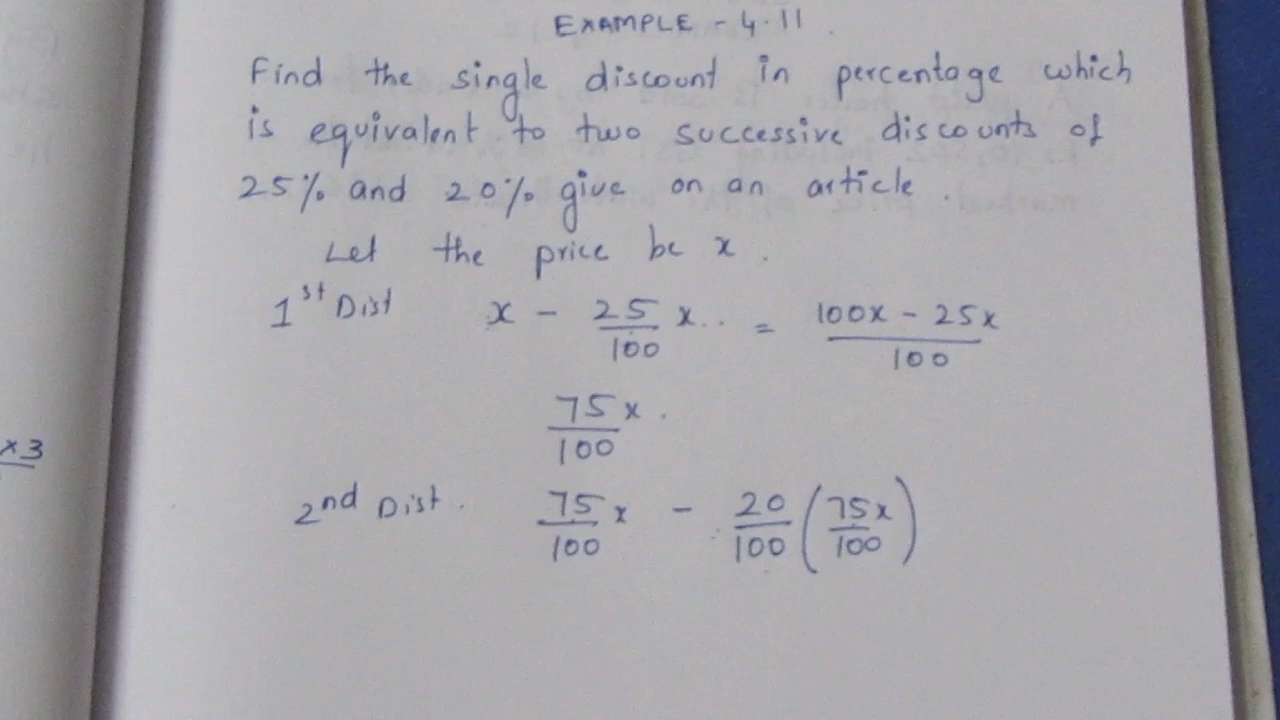 EXAMPLE - 4.11
Find the single discount in percentage which
is equivalent to two successive discounts of
25% and 20% give on an article.
Let the price be x.
1st Dist x - 25/100 x.. = 100x - 25x/100
75/100 x.
×3
2nd Dist. 75/100 x - 20/100 (75x/100)